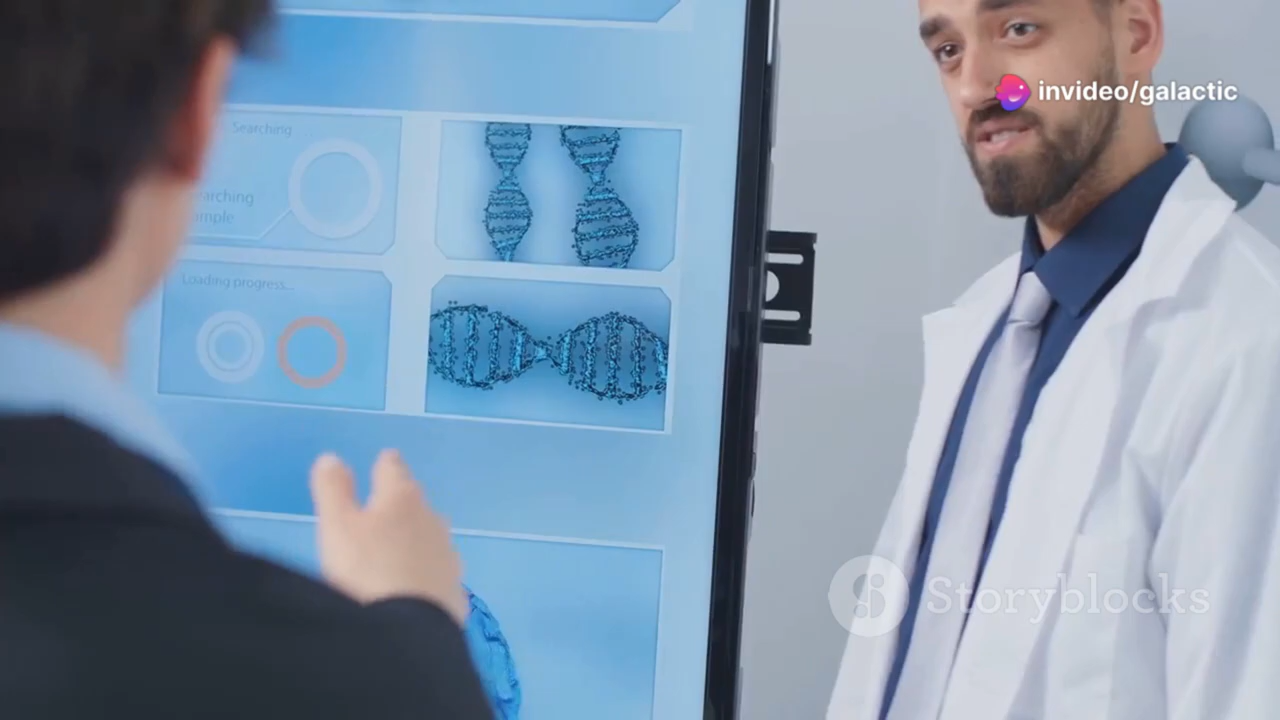 invideo/galactic
Searching . . .
earching
mple
Loading progress...
Storyblocks